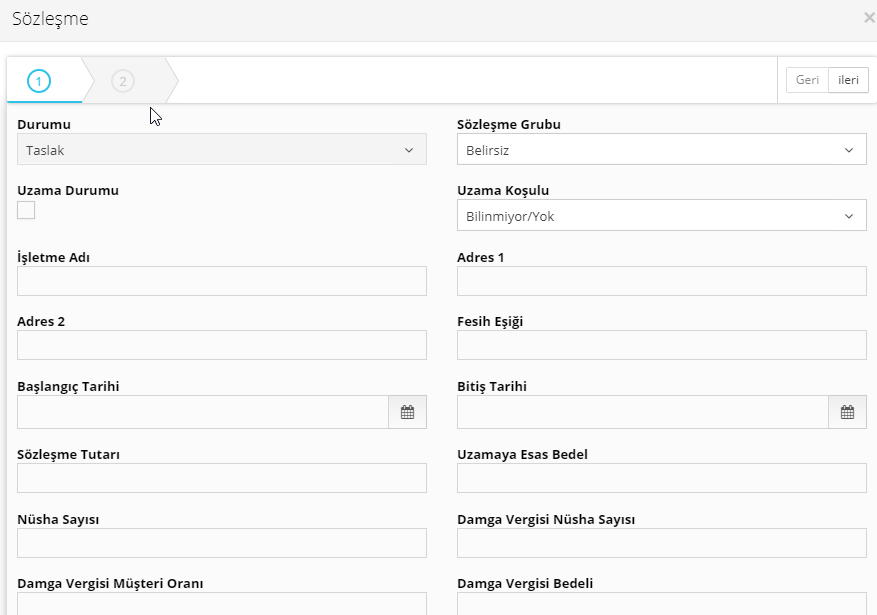 Sözleşme
1
2
Geri
ileri
Durumu
Sözleşme Grubu
Taslak
Belirsiz
Uzama Durumu
Uzama Koşulu
Bilinmiyor/Yok
İşletme Adı
Adres 1
Adres 2
Fesih Eşiği
Başlangıç Tarihi
Bitiş Tarihi
Sözleşme Tutarı
Uzamaya Esas Bedel
Nüsha Sayısı
Damga Vergisi Nüsha Sayısı
Damga Vergisi Müşteri Oranı
Damga Vergisi Bedeli